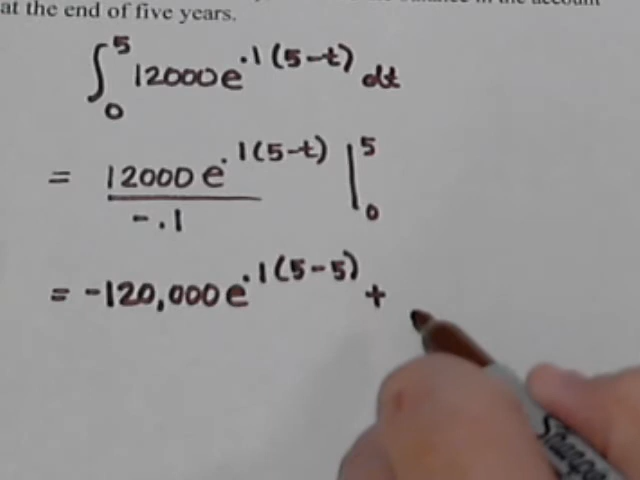 at the end of five years.
∫₀⁵ 12000e^.1(5-t) dt
= 12000e^.1(5-t) / -.1 |₀⁵
= -120,000e^.1(5-5) +
Sharpie